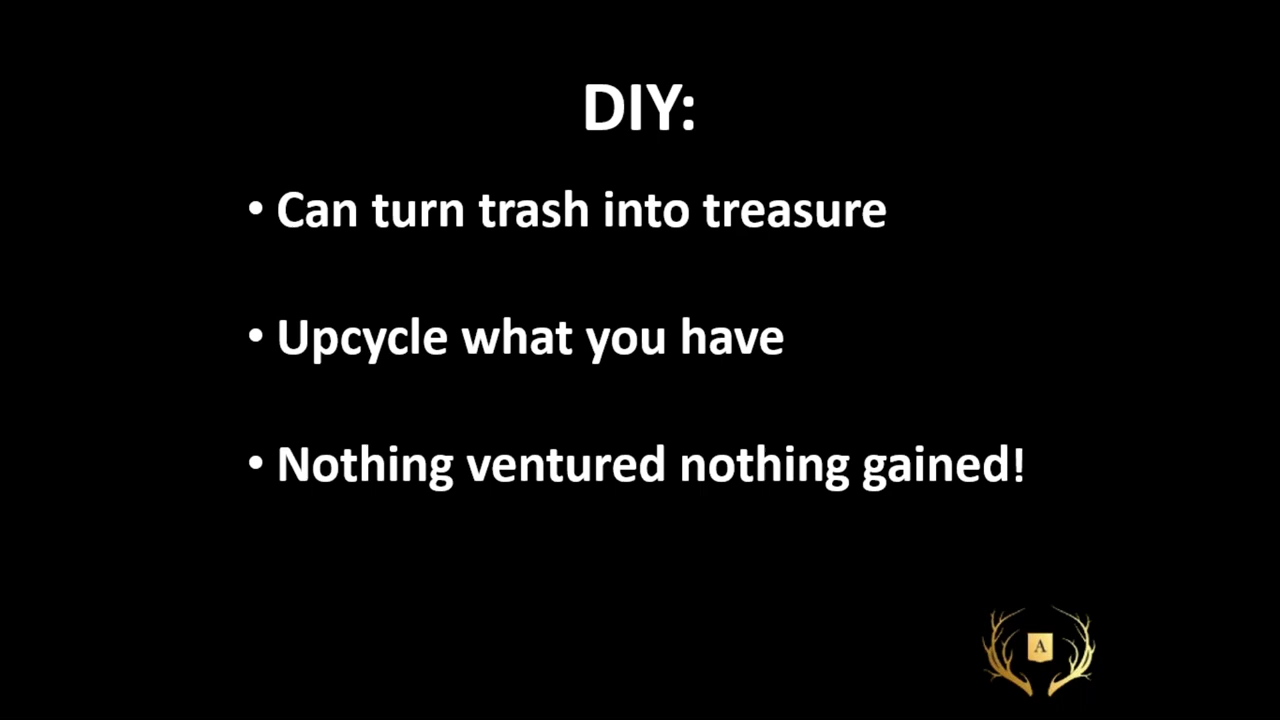 DIY:
• Can turn trash into treasure
• Upcycle what you have
• Nothing ventured nothing gained!
A